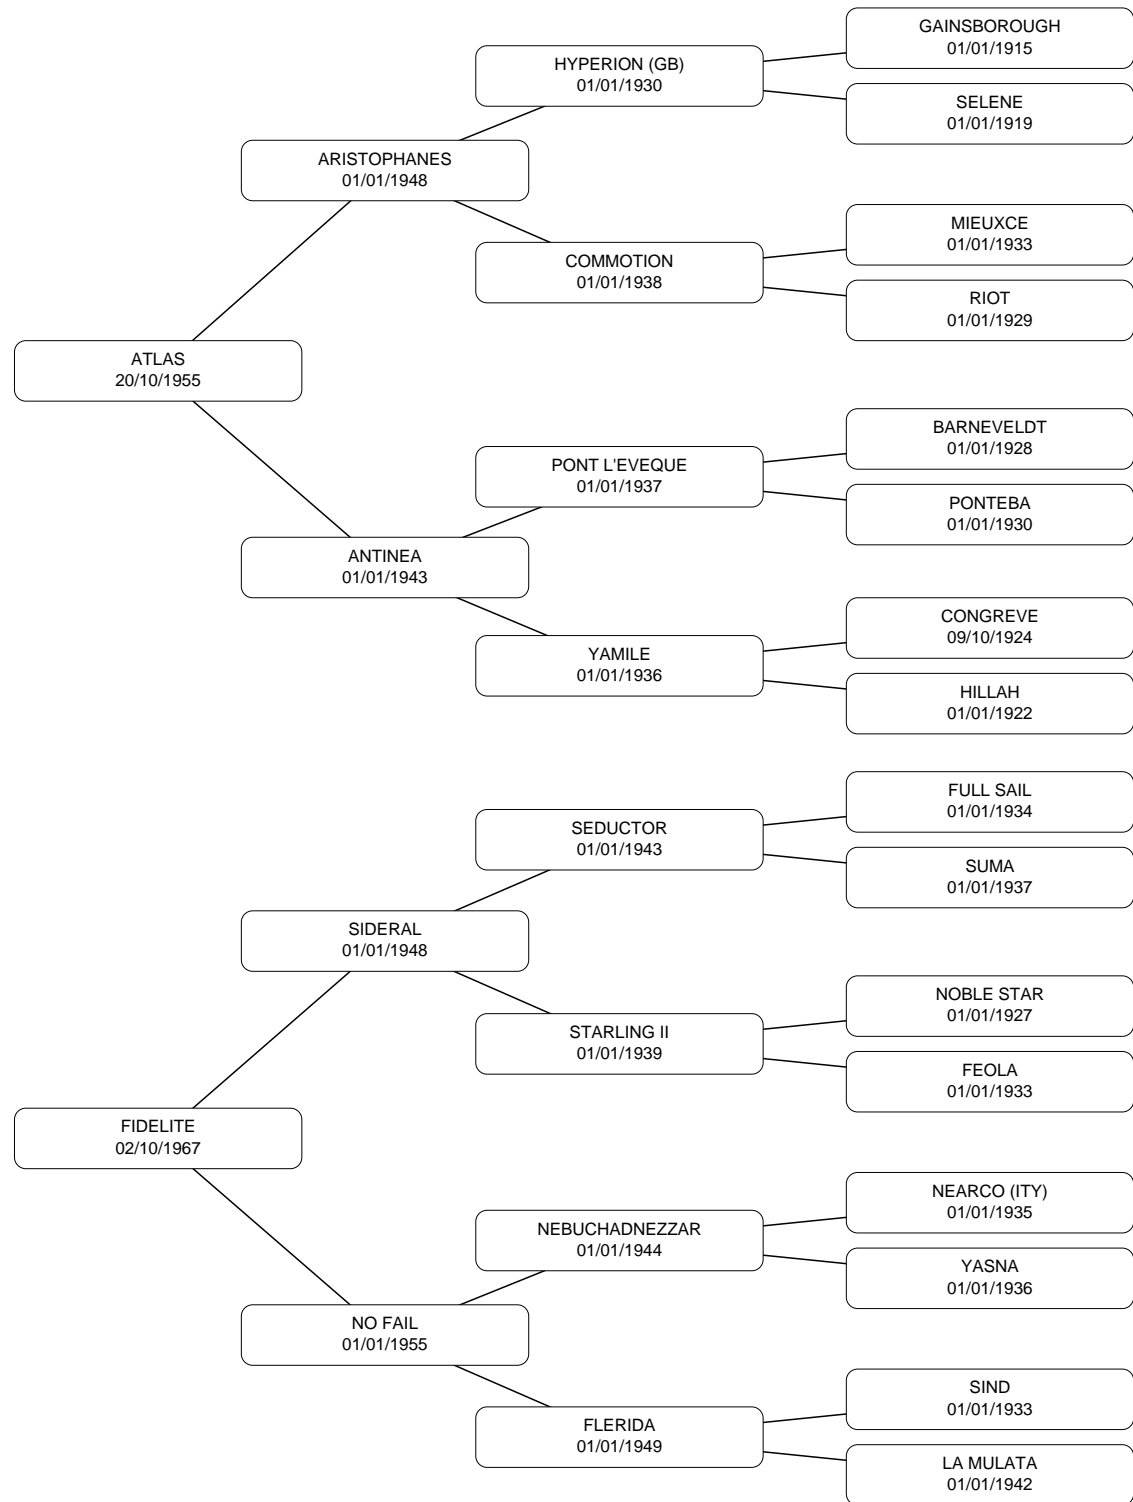 GAINSBOROUGH
01/01/1915
HYPERION (GB)
01/01/1930
SELENE
01/01/1919
ARISTOPHANES
01/01/1948
MIEUXCE
01/01/1933
COMMOTION
01/01/1938
RIOT
01/01/1929
ATLAS
20/10/1955
BARNEVELDT
01/01/1928
PONT L'EVEQUE
01/01/1937
PONTEBA
01/01/1930
ANTINEA
01/01/1943
CONGREVE
09/10/1924
YAMILE
01/01/1936
HILLAH
01/01/1922
FULL SAIL
01/01/1934
SEDUCTOR
01/01/1943
SUMA
01/01/1937
SIDERAL
01/01/1948
NOBLE STAR
01/01/1927
STARLING II
01/01/1939
FEOLA
01/01/1933
FIDELITE
02/10/1967
NEARCO (ITY)
01/01/1935
NEBUCHADNEZZAR
01/01/1944
YASNA
01/01/1936
NO FAIL
01/01/1955
SIND
01/01/1933
FLERIDA
01/01/1949
LA MULATA
01/01/1942